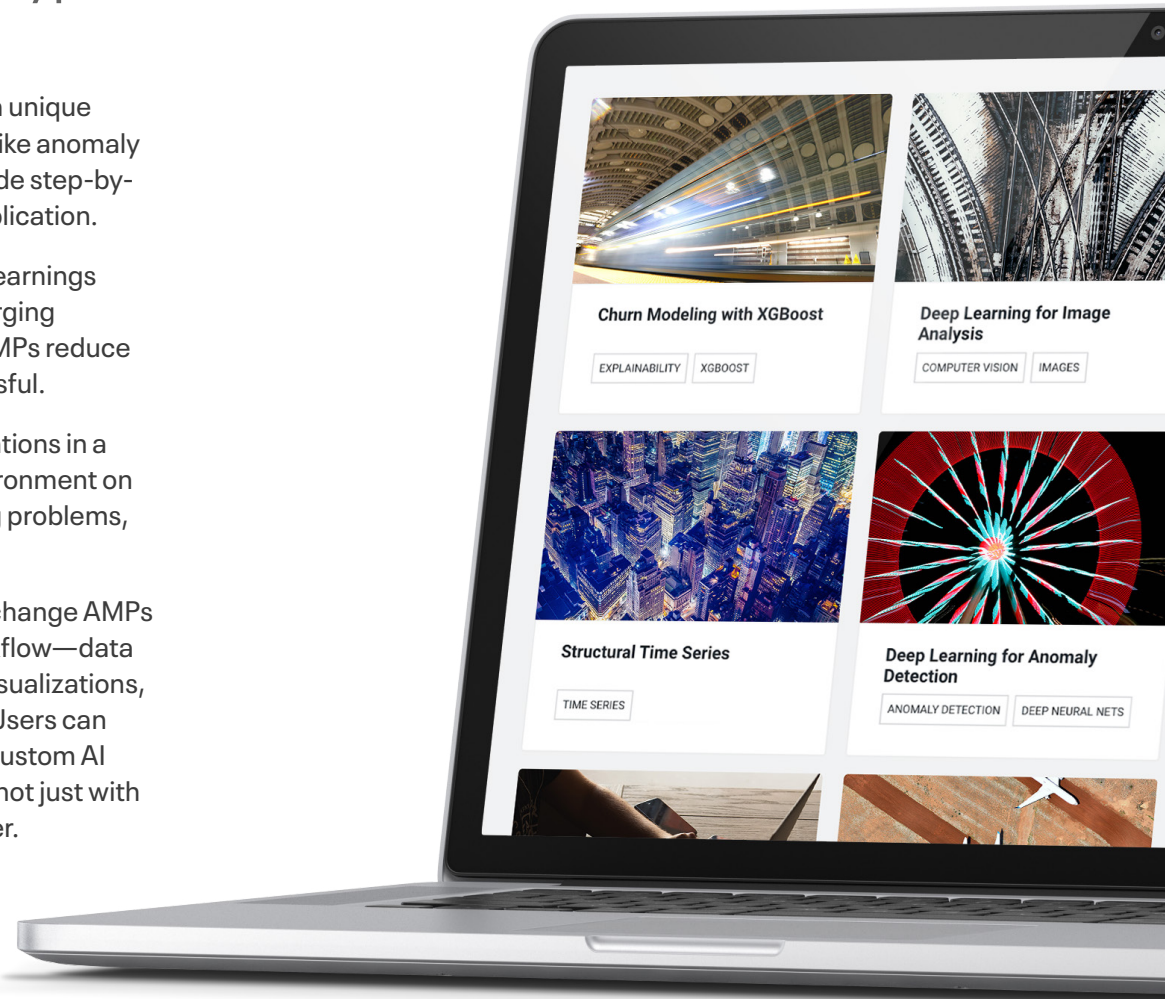 unique
ike anomaly
de step-by-
plication.
earnings
rging
MPs reduce
sful.
tions in a
ronment on
g problems,
change AMPs
flow—data
sualizations,
Users can
ustom AI
not just with
er.
Churn Modeling with XGBoost
EXPLAINABILITY XGBOOST
Deep Learning for Image
Analysis
COMPUTER VISION IMAGES
Structural Time Series
TIME SERIES
Deep Learning for Anomaly
Detection
ANOMALY DETECTION DEEP NEURAL NETS